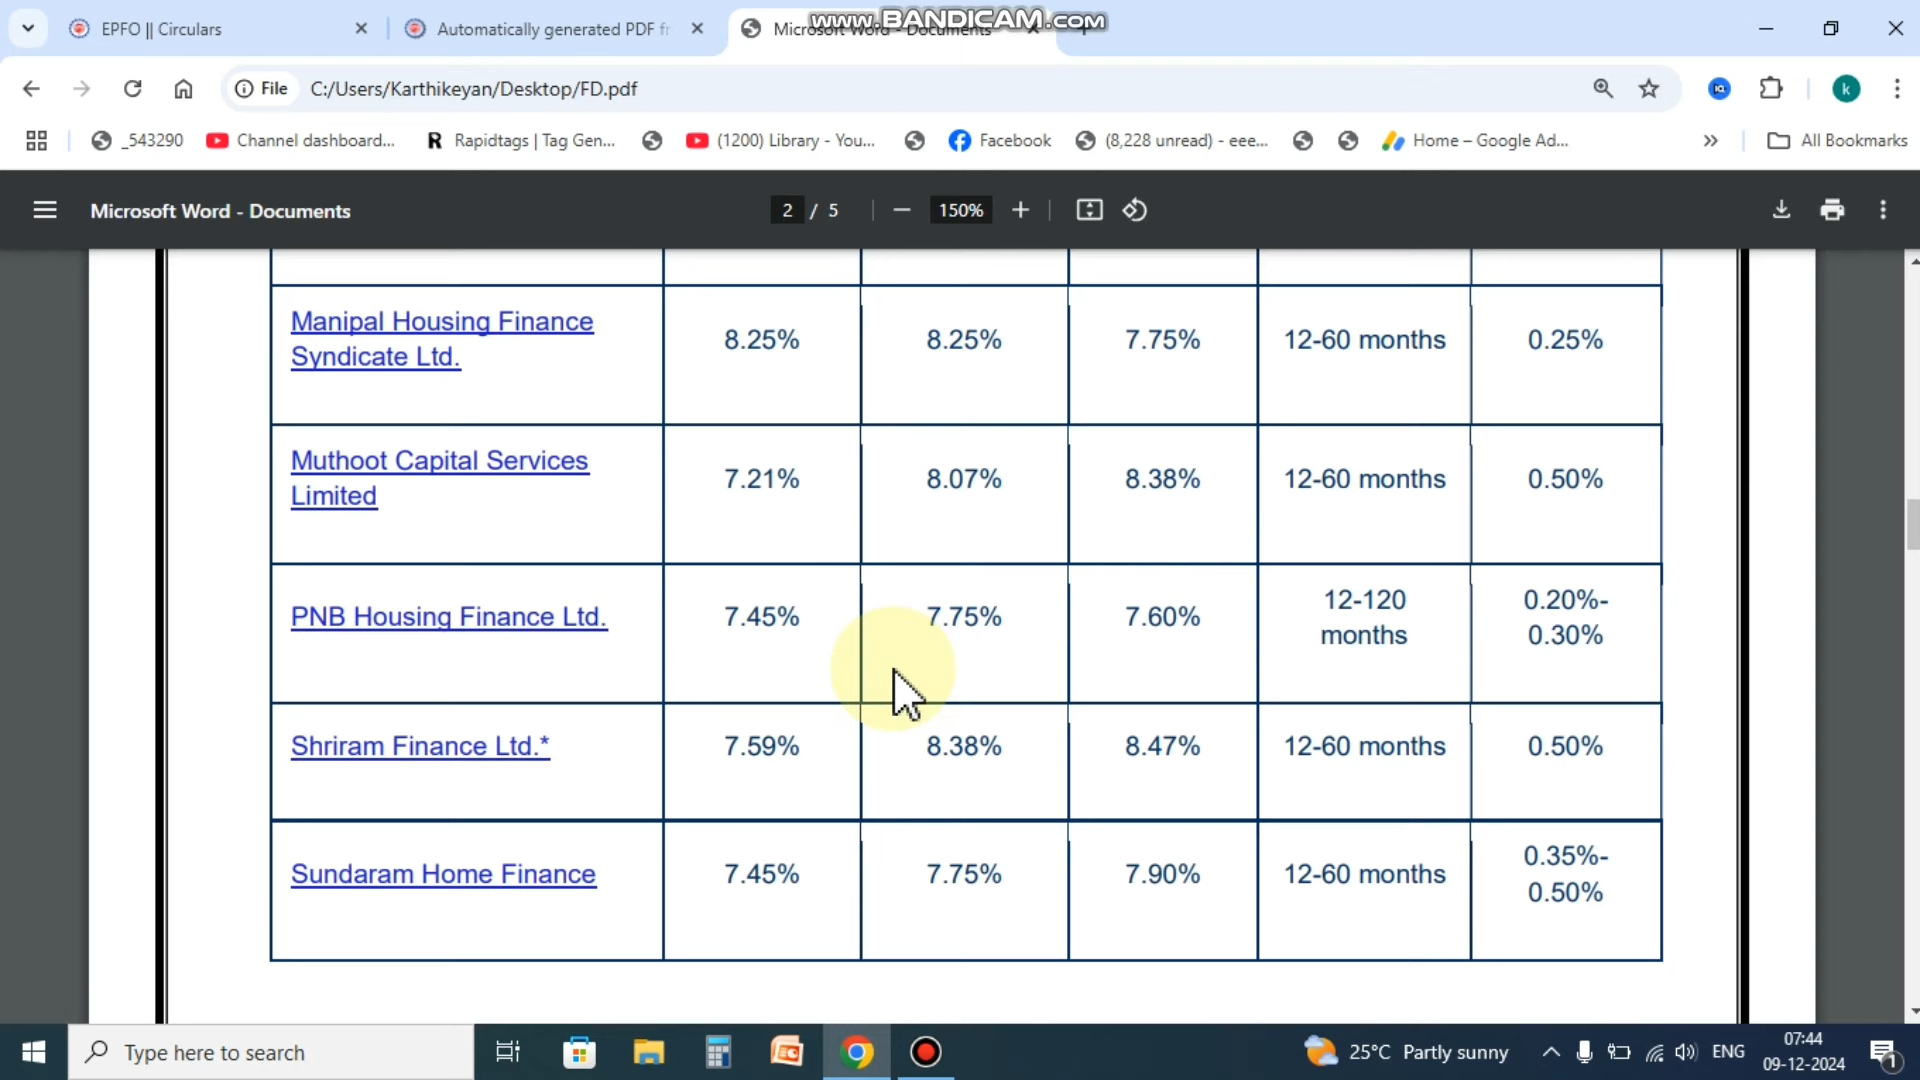 www.BANDICAM.com
EPFO || Circulars
Automatically generated PDF fr
Microsoft Word - Documents
File
C:/Users/Karthikeyan/Desktop/FD.pdf
k
_543290
Channel dashboard...
Rapidtags | Tag Gen...
(1200) Library - You...
Facebook
(8,228 unread) - eee...
Home – Google Ad...
All Bookmarks
Microsoft Word - Documents
2 / 5
150%
Manipal Housing Finance
Syndicate Ltd.
8.25%
8.25%
7.75%
12-60 months
0.25%
Muthoot Capital Services
Limited
7.21%
8.07%
8.38%
12-60 months
0.50%
PNB Housing Finance Ltd.
7.45%
7.75%
7.60%
12-120
months
0.20%-
0.30%
Shriram Finance Ltd.*
7.59%
8.38%
8.47%
12-60 months
0.50%
Sundaram Home Finance
7.45%
7.75%
7.90%
12-60 months
0.35%-
0.50%
Type here to search
25°C Partly sunny
ENG
07:44
09-12-2024
1